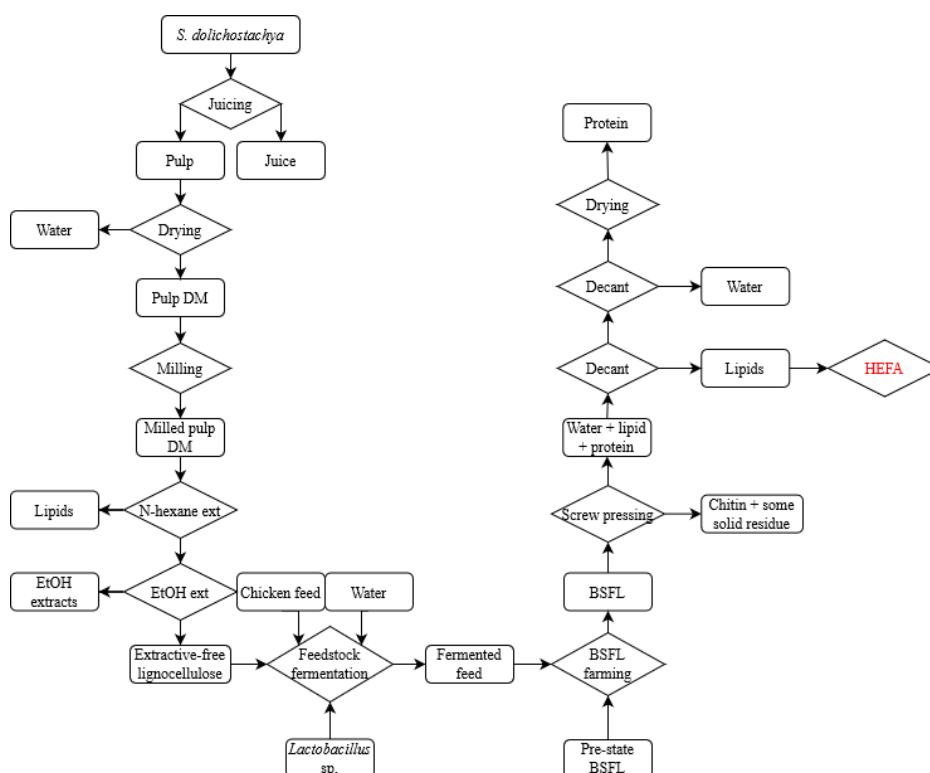 S. dolichostachya
Juicing
Pulp
Juice
Water
Drying
Pulp DM
Milling
Milled pulp
DM
Lipids
N-hexane ext
EtOH
extracts
EtOH ext
Chicken feed
Water
Extractive-free
lignocellulose
Feedstock
fermentation
Lactobacillus
sp.
Fermented
feed
Protein
Drying
Decant
Water
Decant
Lipids
HEFA
Water + lipid
+ protein
Screw pressing
Chitin + some
solid residue
BSFL
BSFL
farming
Pre-state
BSFL